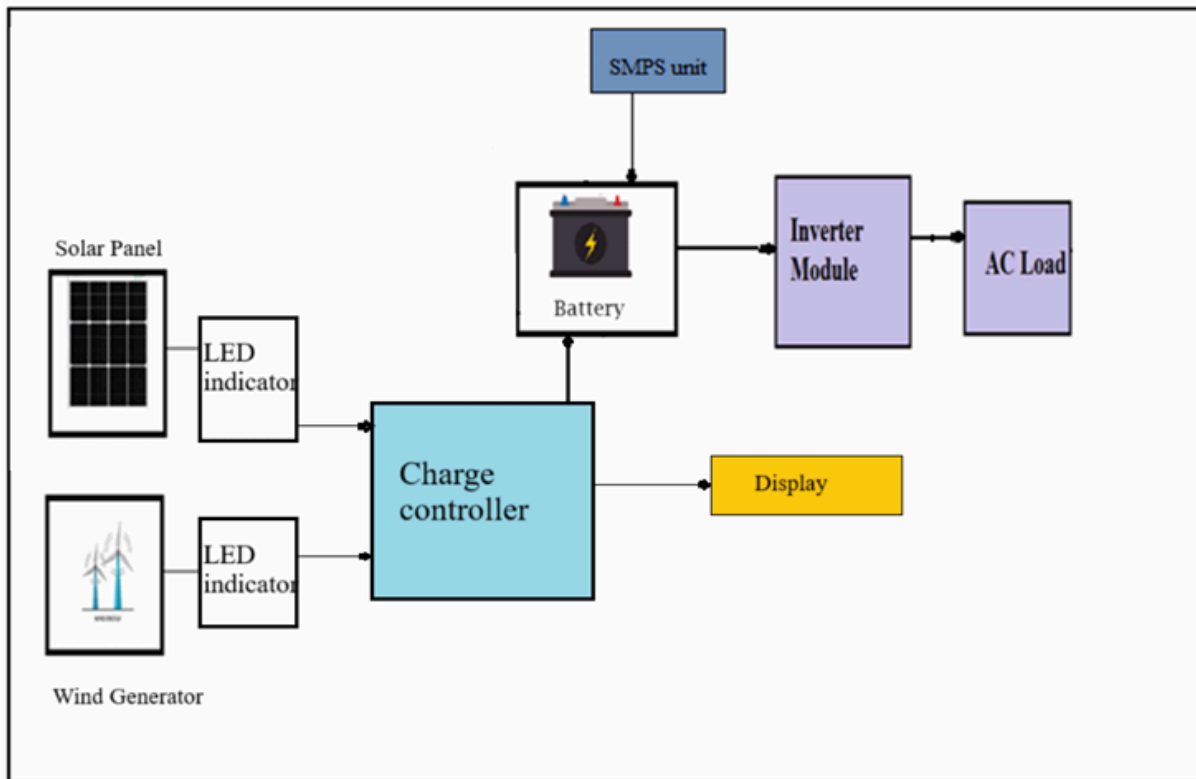 SMPS unit
Solar Panel
Inverter
Module
AC Load
Battery
LED
indicator
Charge
controller
Display
LED
indicator
Wind Generator